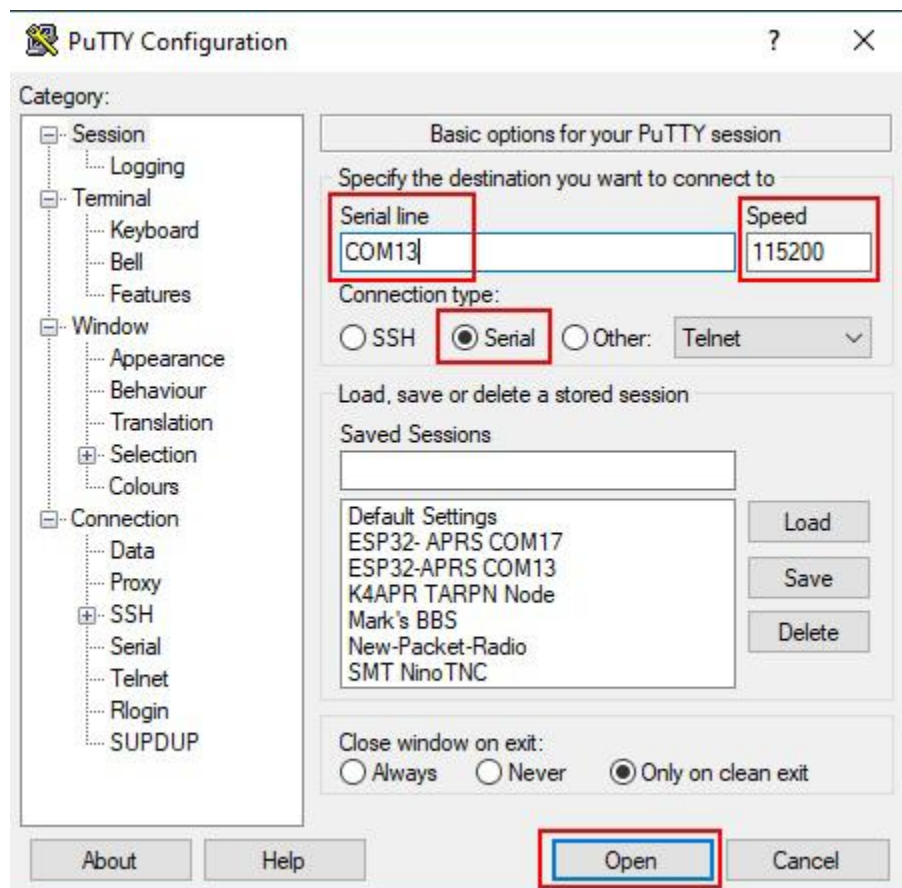 PuTTY Configuration ? ×
Category:
Session
Logging
Terminal
Keyboard
Bell
Features
Window
Appearance
Behaviour
Translation
Selection
Colours
Connection
Data
Proxy
SSH
Serial
Telnet
Rlogin
SUPDUP
Basic options for your PuTTY session
Specify the destination you want to connect to
Serial line Speed
COM13 115200
Connection type:
SSH Serial Other: Telnet
Load, save or delete a stored session
Saved Sessions
Default Settings
ESP32- APRS COM17
ESP32-APRS COM13
K4APR TARPN Node
Mark's BBS
New-Packet-Radio
SMT NinoTNC
Load
Save
Delete
Close window on exit:
Always Never Only on clean exit
About Help Open Cancel